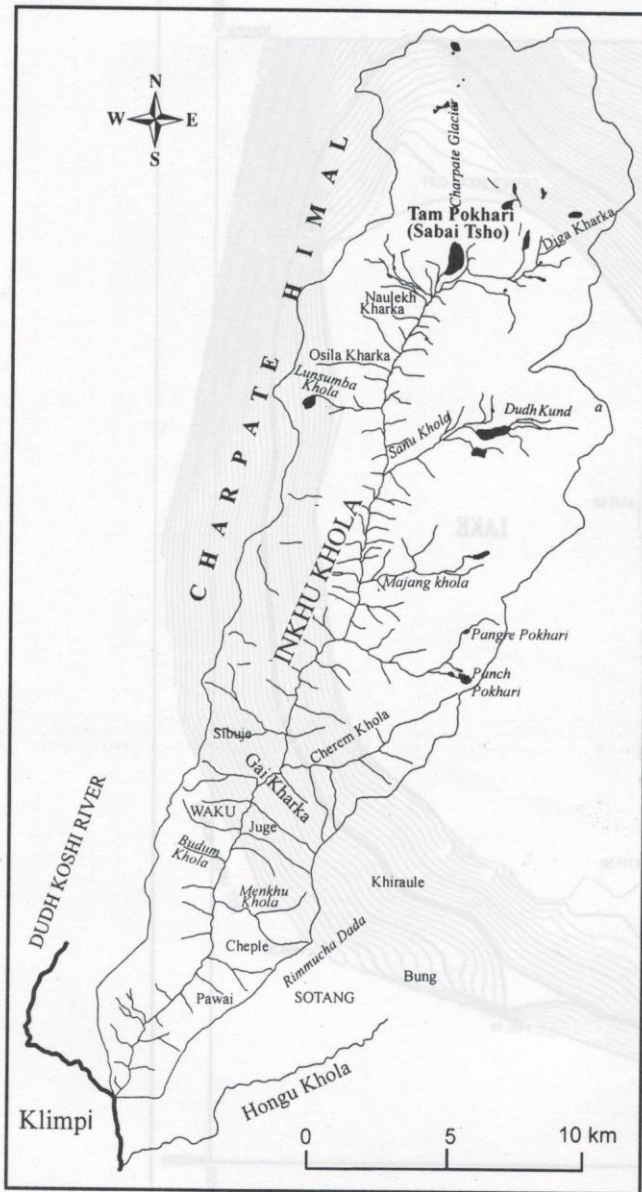 N
W E
S
CHARPATE HIMAL
Charpate Glacier
Tam Pokhari
(Sabai Tsho)
Diga Kharka
Naulekh
Kharka
Osila Kharka
Lunsumba
Khola
Dudh Kund
a
Sanu Khola
LAKE
INKHU KHOLA
Majang khola
Pangre Pokhari
Panch
Pokhari
Sibuje
Cherem Khola
Gai Kharka
WAKU
Juge
Budum
Khola
DUDH KOSHI RIVER
Khiraule
Menkhu
Khola
Cheple
Rimmucha Dada
Bung
Pawai
SOTANG
Hongu Khola
Klimpi
0 5 10 km